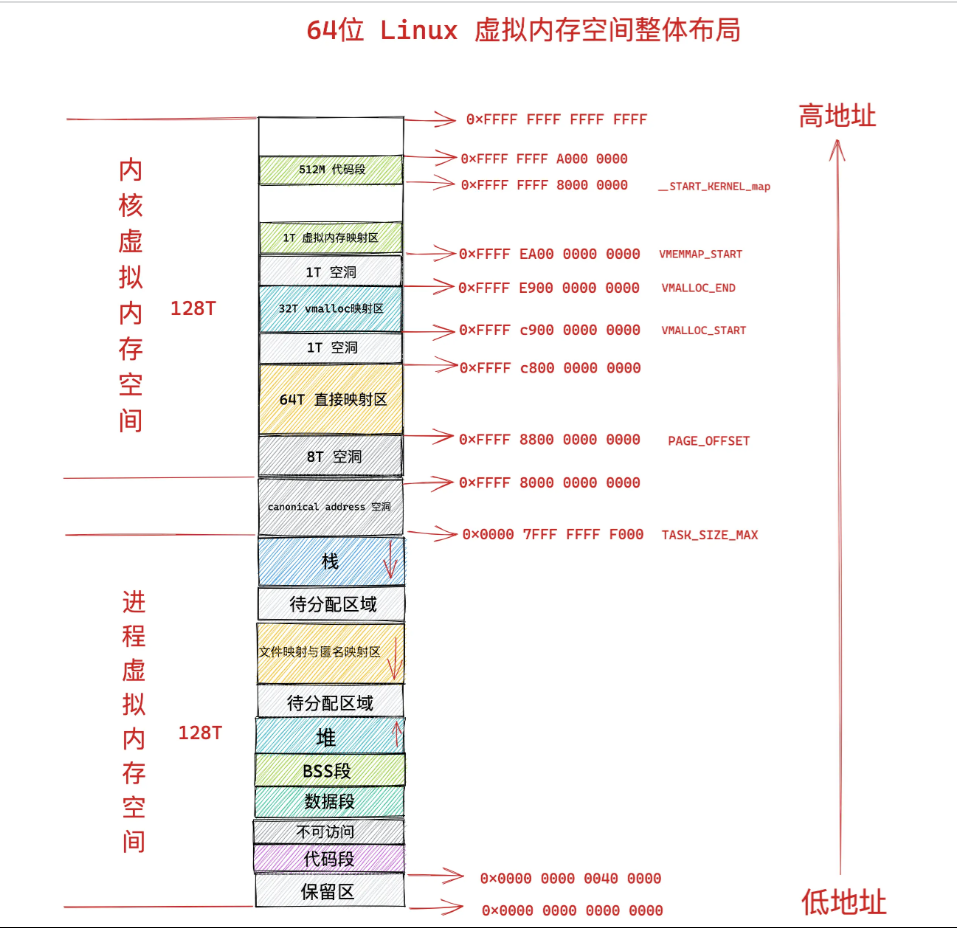 64位 Linux 虚拟内存空间整体布局
高地址
0×FFFF FFFF FFFF FFFF
0×FFFF FFFF A000 0000
512M 代码段
0×FFFF FFFF 8000 0000 __START_KERNEL_map
内核虚拟内存空间
128T
1T 虚拟内存映射区
0×FFFF EA00 0000 0000 VMEMMAP_START
1T 空洞
0×FFFF E900 0000 0000 VMALLOC_END
32T vmalloc映射区
0×FFFF c900 0000 0000 VMALLOC_START
1T 空洞
0×FFFF c800 0000 0000
64T 直接映射区
0×FFFF 8800 0000 0000 PAGE_OFFSET
8T 空洞
0×FFFF 8000 0000 0000
canonical address 空洞
0×0000 7FFF FFFF F000 TASK_SIZE_MAX
进程虚拟内存空间
128T
栈
待分配区域
文件映射与匿名映射区
待分配区域
堆
BSS段
数据段
不可访问
代码段
0×0000 0000 0040 0000
保留区
0×0000 0000 0000 0000
低地址